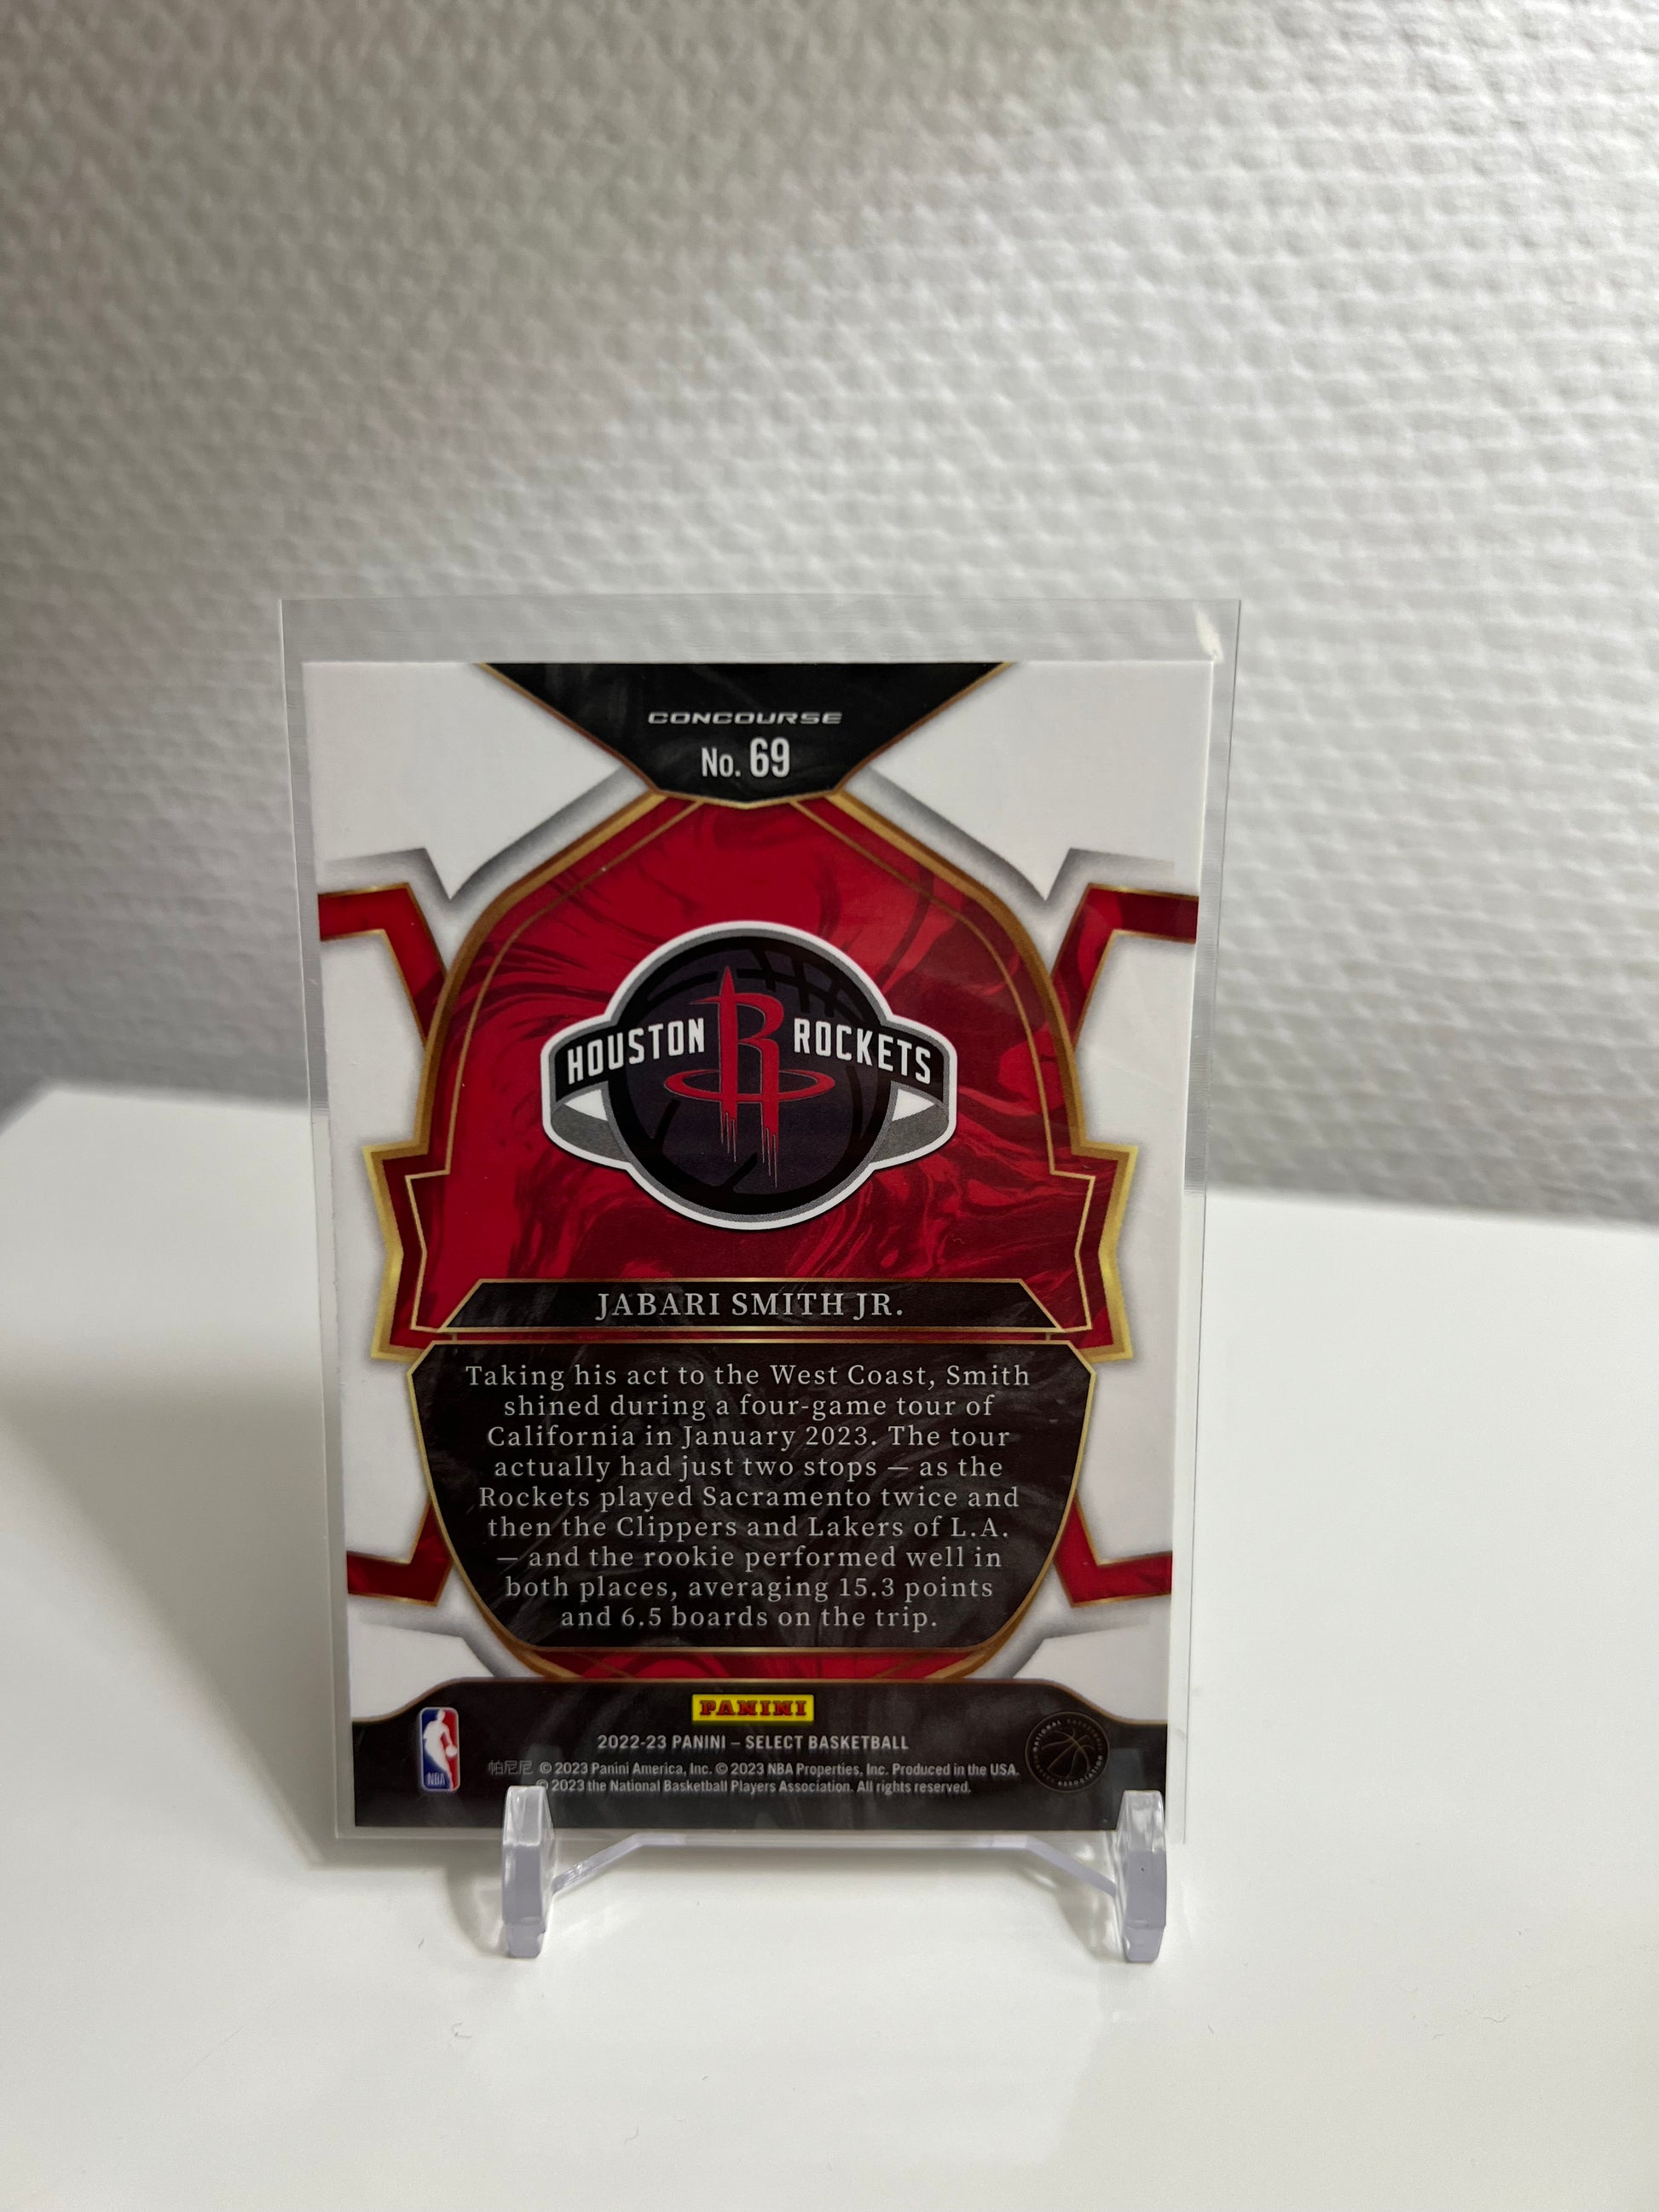 CONCOURSE
No. 69
HOUSTON ROCKETS
JABARI SMITH JR.
Taking his act to the West Coast, Smith
shined during a four-game tour of
California in January 2023. The tour
actually had just two stops — as the
Rockets played Sacramento twice and
then the Clippers and Lakers of L.A.
— and the rookie performed well in
both places, averaging 15.3 points
and 6.5 boards on the trip.
PANINI
2022-23 PANINI – SELECT BASKETBALL
帕尼尼 © 2023 Panini America, Inc. © 2023 NBA Properties, Inc. Produced in the USA.
© 2023 the National Basketball Players Association. All rights reserved.
NBA
NATIONAL BASKETBALL
ASSOCIATION